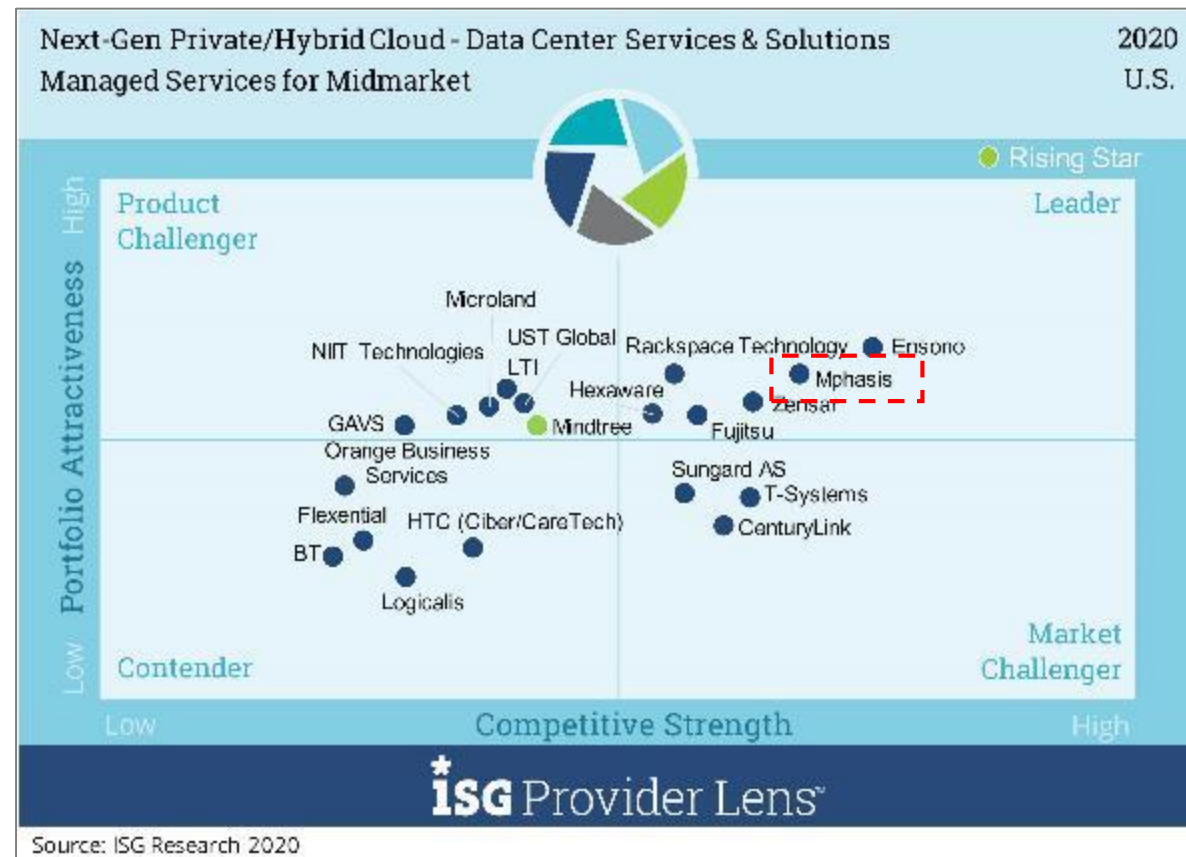 Next-Gen Private/Hybrid Cloud - Data Center Services & Solutions
2020
Managed Services for Midmarket
U.S.
Rising Star
High
Product
Challenger
Leader
Microland
UST Global
NIIT Technologies
LTI
Rackspace Technology
Ensono
Mphasis
Hexaware
Zensar
GAVS
Mindtree
Fujitsu
Orange Business
Services
Sungard AS
T-Systems
Flexential
HTC (Ciber/CareTech)
CenturyLink
BT
Logicalis
Portfolio Attractiveness
Low
Contender
Market
Challenger
Low
Competitive Strength
High
ISG Provider Lens™
Source: ISG Research 2020